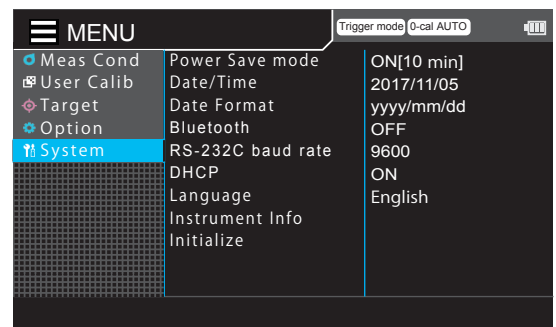 MENU
Trigger mode 0-cal AUTO
Meas Cond
User Calib
Target
Option
System
Power Save mode ON[10 min]
Date/Time 2017/11/05
Date Format yyyy/mm/dd
Bluetooth OFF
RS-232C baud rate 9600
DHCP ON
Language English
Instrument Info
Initialize